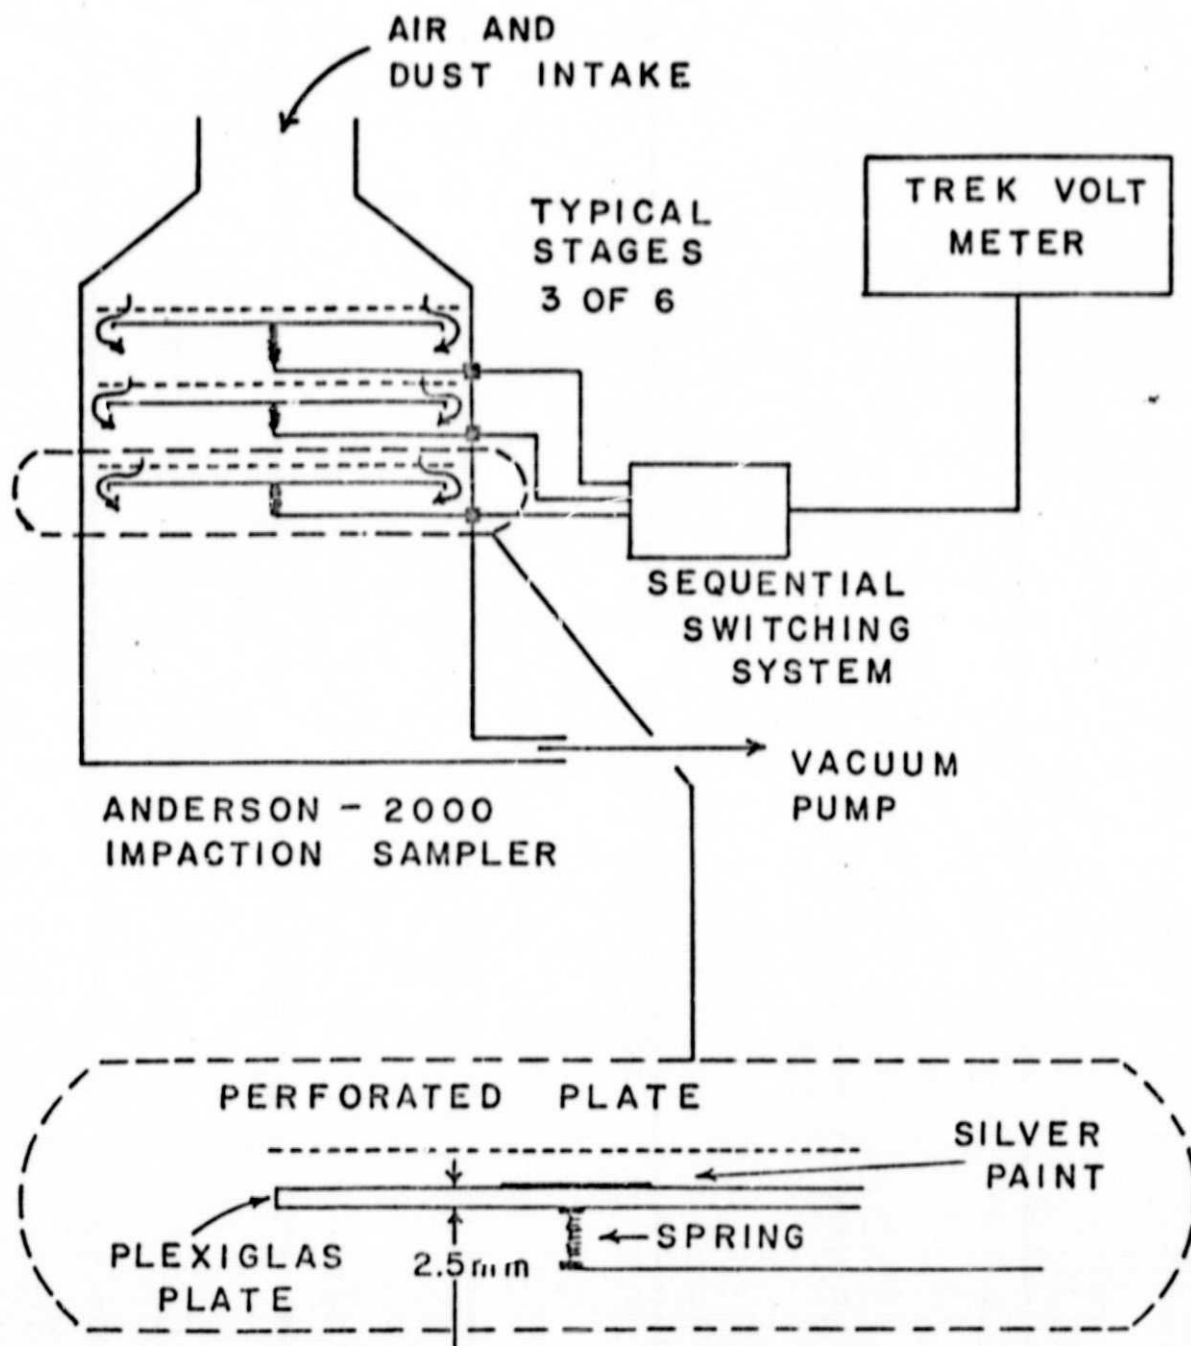 AIR AND
DUST INTAKE
TYPICAL
STAGES
3 OF 6
TREK VOLT
METER
SEQUENTIAL
SWITCHING
SYSTEM
VACUUM
PUMP
ANDERSON - 2000
IMPACTION SAMPLER
PERFORATED PLATE
SILVER
PAINT
SPRING
PLEXIGLAS
PLATE
2.5mm